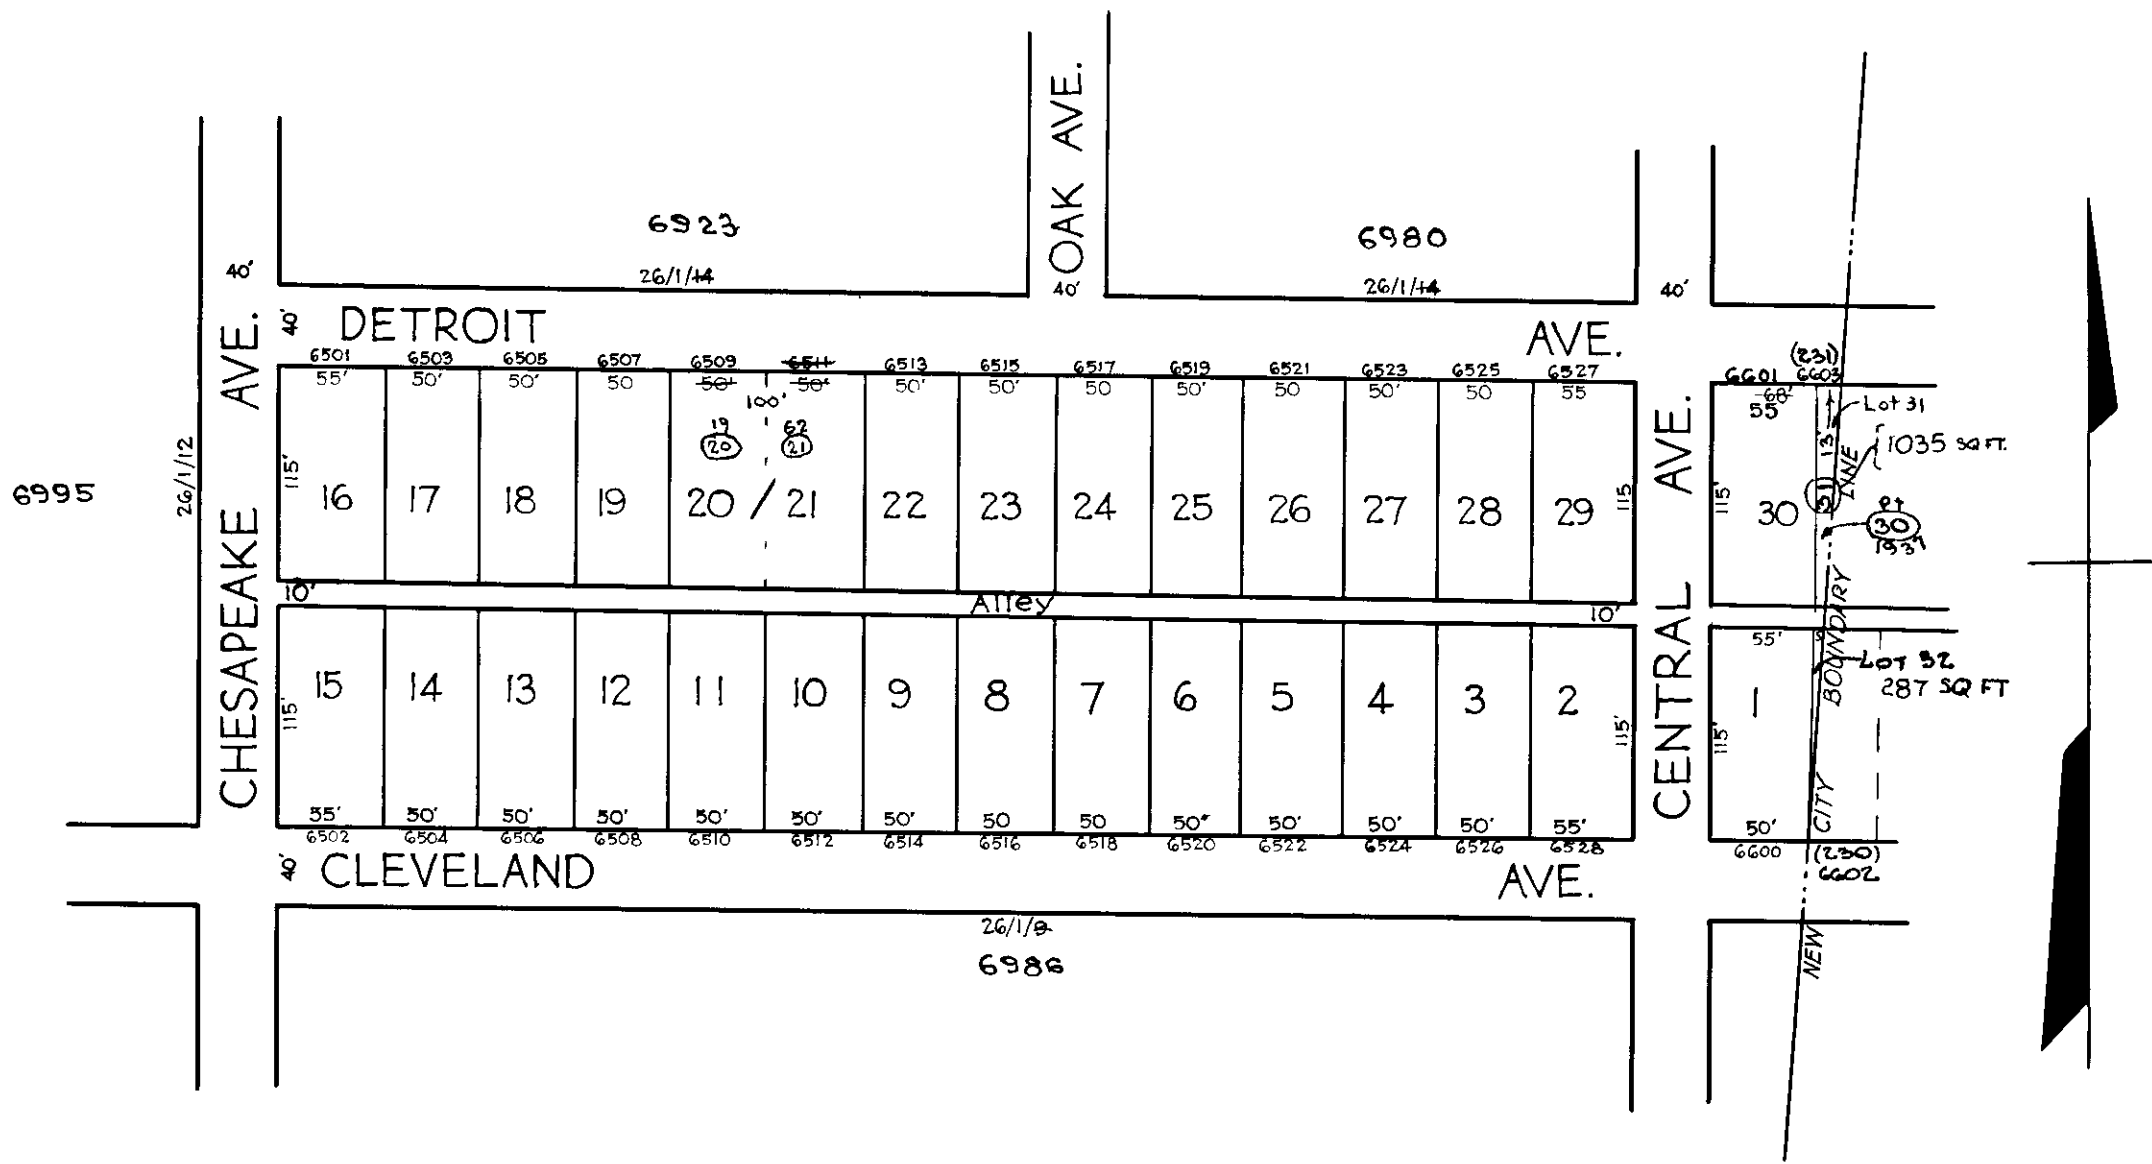 OAK AVE.
6923
6980
26/1/14
26/1/14
40'
40'
40'
40'
DETROIT AVE.
6501 6503 6505 6507 6509 6511 6513 6515 6517 6519 6521 6523 6525 6527 6601 (231) 6603
55' 50' 50' 50 50' 50' 50' 50' 50 50' 50 50' 50 55 68'
100' 55 Lot 31
19 62 13' 1035 SQ FT.
20 21
CHESAPEAKE AVE.
CENTRAL AVE.
26/1/12
6995
115' 115' 115'
16 17 18 19 20 / 21 22 23 24 25 26 27 28 29 30 31
Pt
30
1937
10' Alley 10'
55'
LOT 32
287 SQ FT
15 14 13 12 11 10 9 8 7 6 5 4 3 2 1
115' 115' 115'
NEW CITY BOUNDARY LINE
55' 50' 50' 50' 50' 50' 50' 50 50 50' 50' 50' 50' 55' 50'
6502 6504 6506 6508 6510 6512 6514 6516 6518 6520 6522 6524 6526 6528 6600 (230)
6602
40' CLEVELAND AVE.
26/1/9
6986